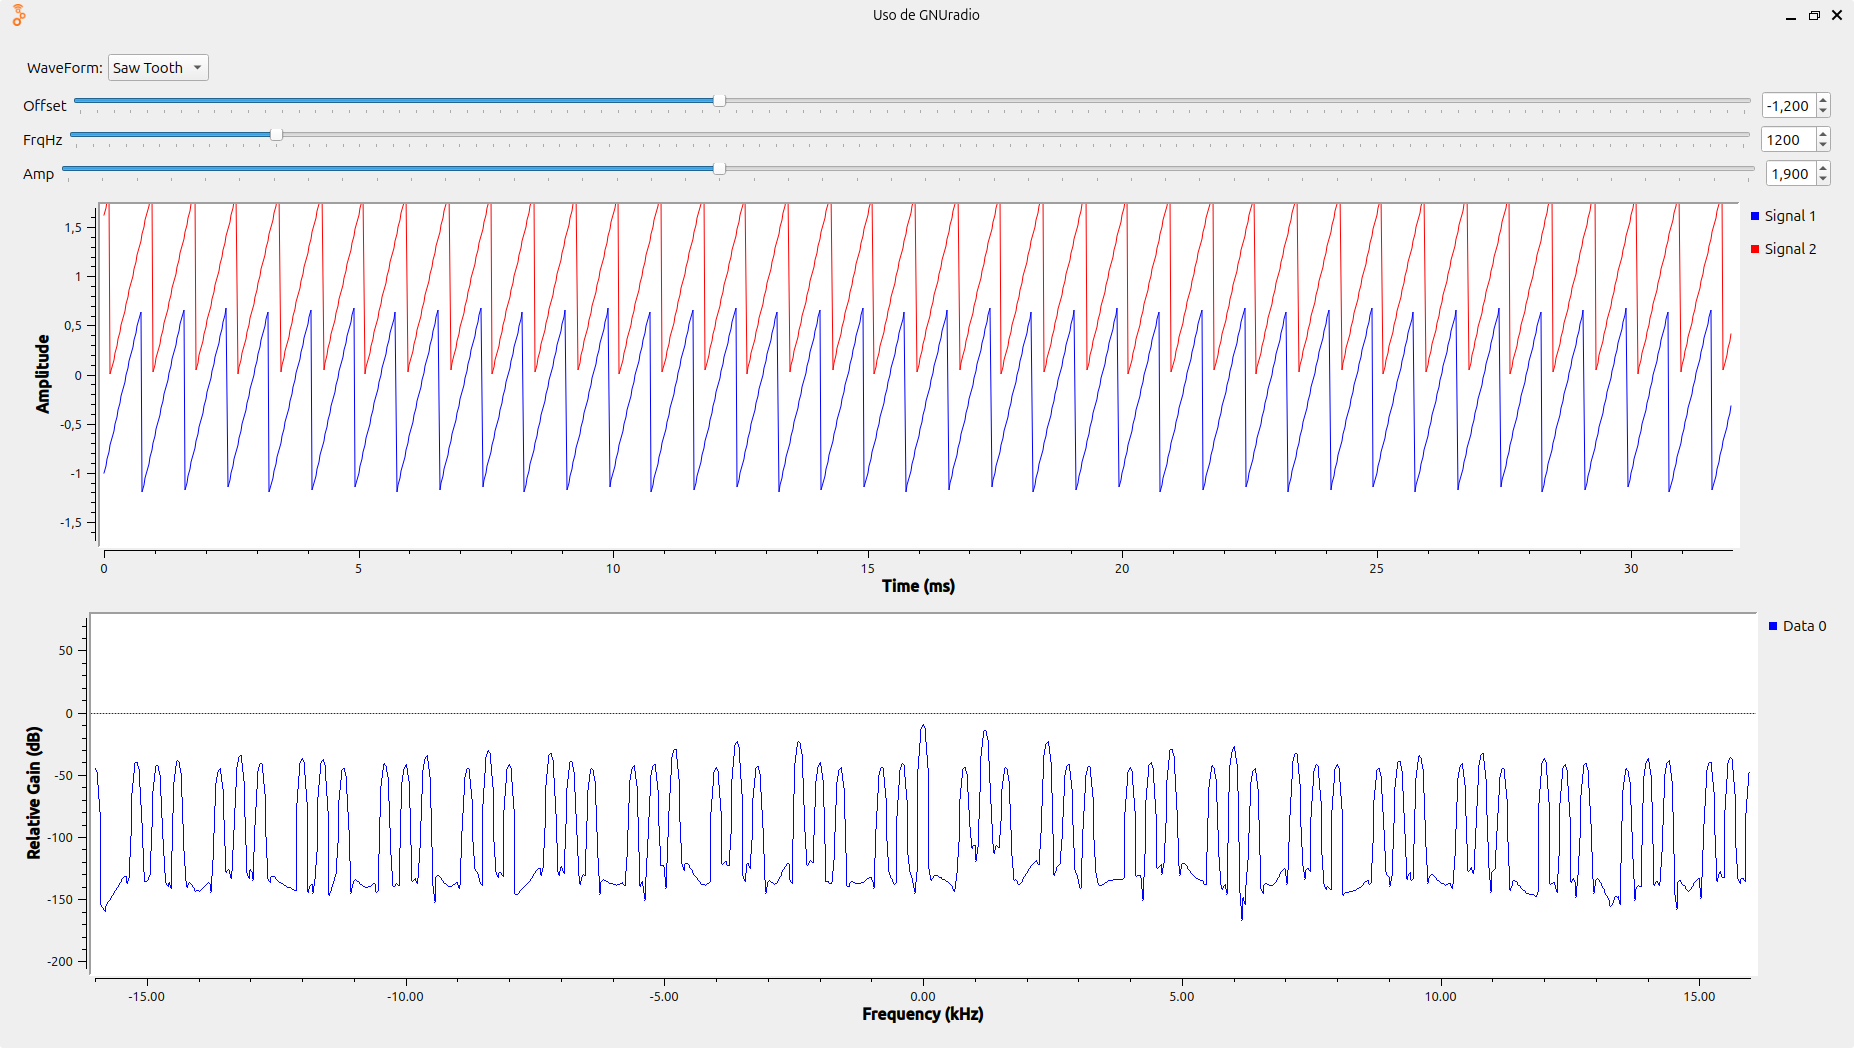 Uso de GNUradio
WaveForm: Saw Tooth
Offset -1,200
FrqHz 1200
Amp 1,900
Signal 1
Signal 2
Amplitude
1,5
1
0,5
0
-0,5
-1
-1,5
0 5 10 15 20 25 30
Time (ms)
Data 0
Relative Gain (dB)
50
0
-50
-100
-150
-200
-15.00 -10.00 -5.00 0.00 5.00 10.00 15.00
Frequency (kHz)